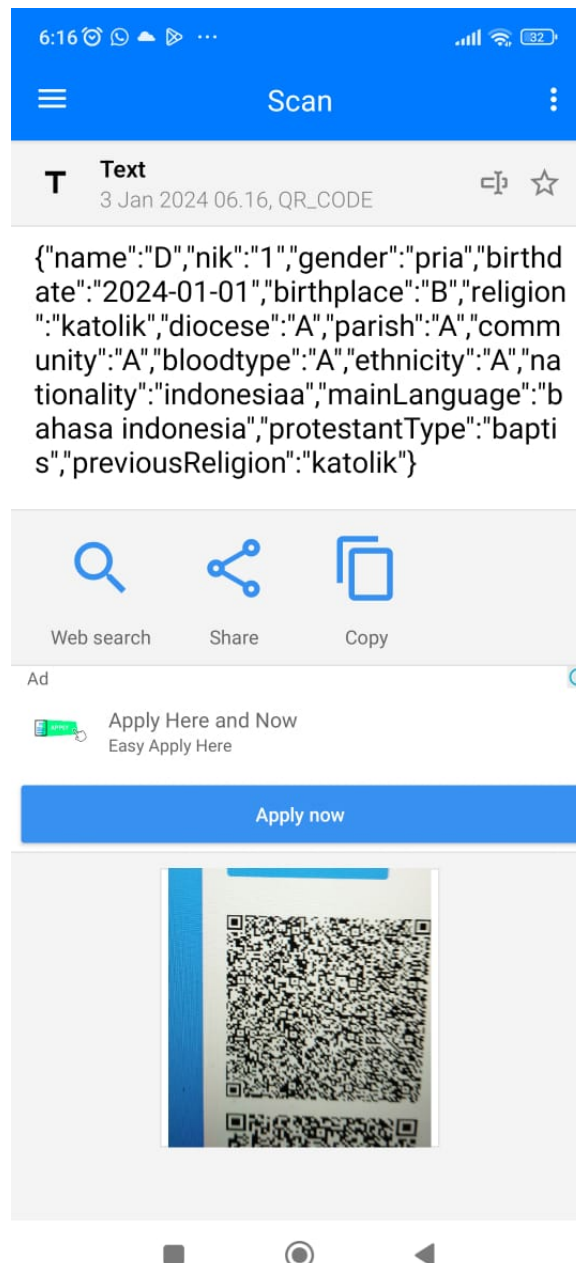 6:16
32
Scan
T
Text
3 Jan 2024 06.16, QR_CODE
{"name":"D","nik":"1","gender":"pria","birthd
ate":"2024-01-01","birthplace":"B","religion
":"katolik","diocese":"A","parish":"A","comm
unity":"A","bloodtype":"A","ethnicity":"A","na
tionality":"indonesiaa","mainLanguage":"b
ahasa indonesia","protestantType":"bapti
s","previousReligion":"katolik"}
Web search
Share
Copy
Ad
APPLY
Apply Here and Now
Easy Apply Here
Apply now